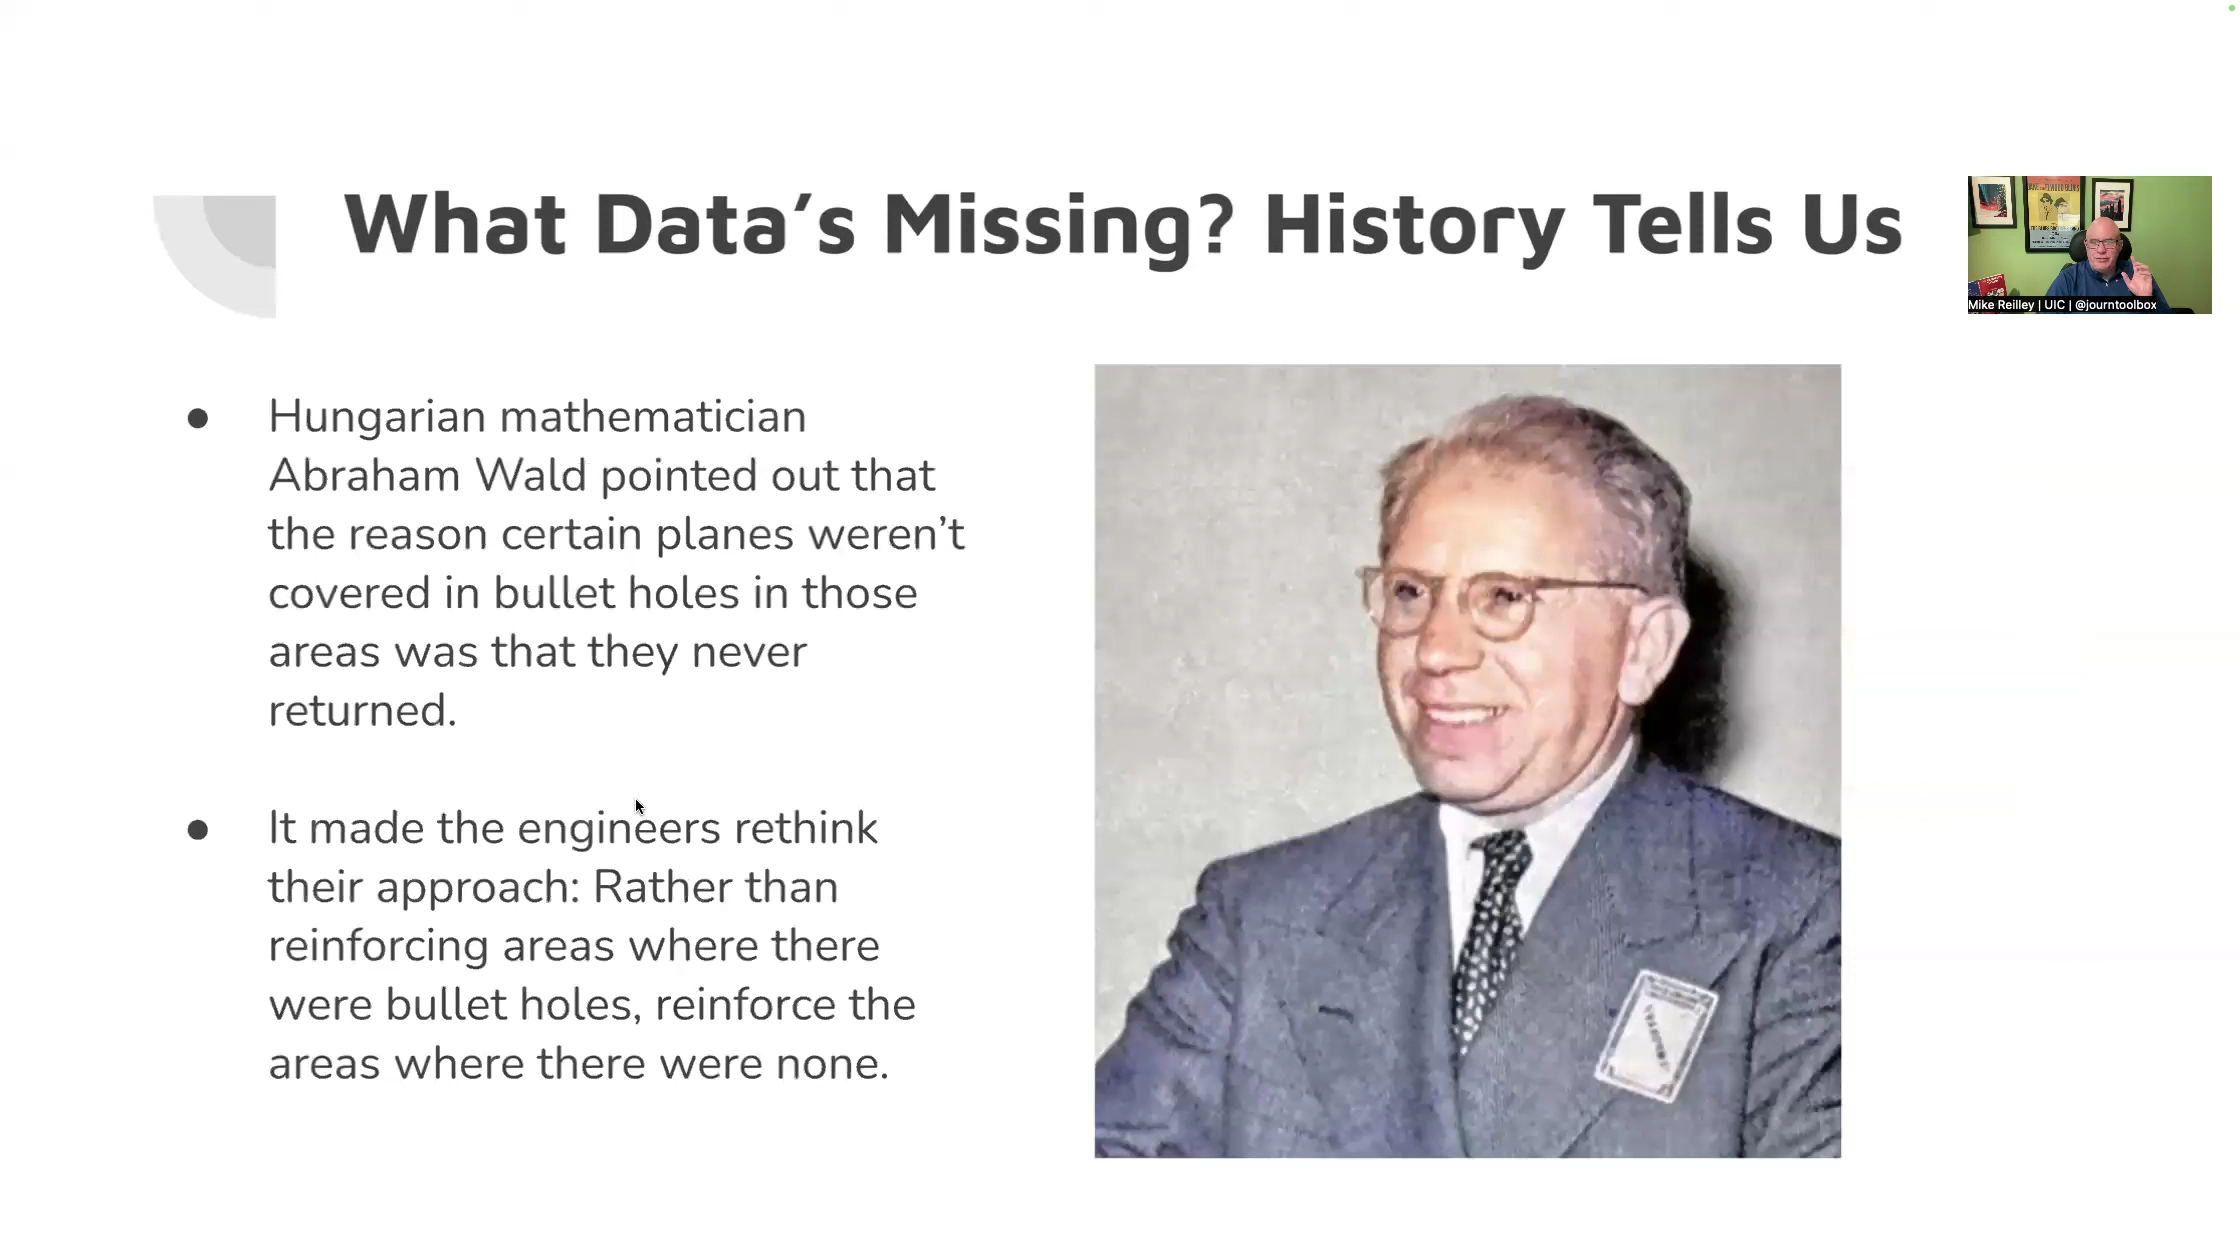 What Data’s Missing? History Tells Us
Mike Reilley | UIC | @journtoolbox
● Hungarian mathematician
Abraham Wald pointed out that
the reason certain planes weren’t
covered in bullet holes in those
areas was that they never
returned.
● It made the engineers rethink
their approach: Rather than
reinforcing areas where there
were bullet holes, reinforce the
areas where there were none.